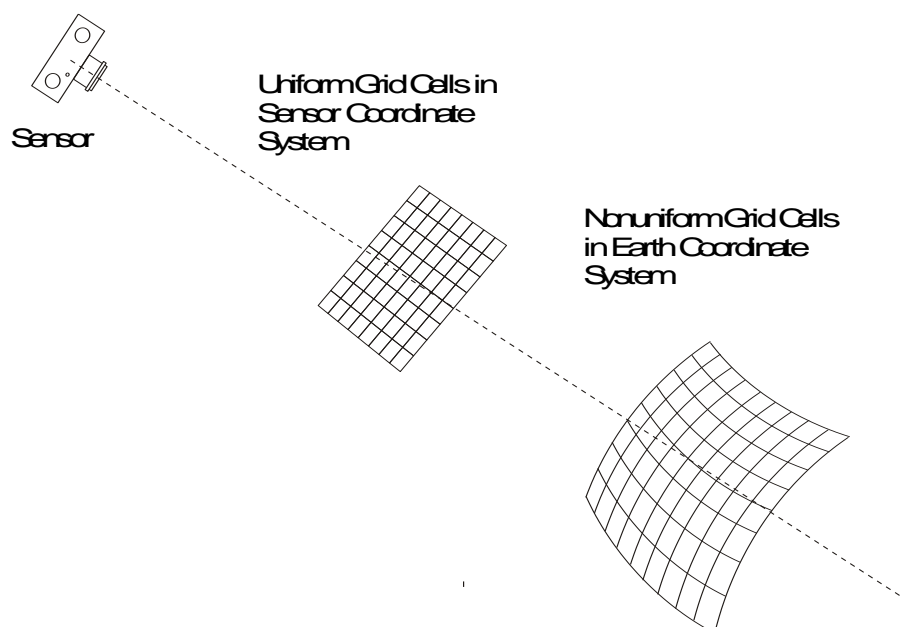 Uniform Grid Cells in
Sensor Coordinate
System
Sensor
Nonuniform Grid Cells
in Earth Coordinate
System